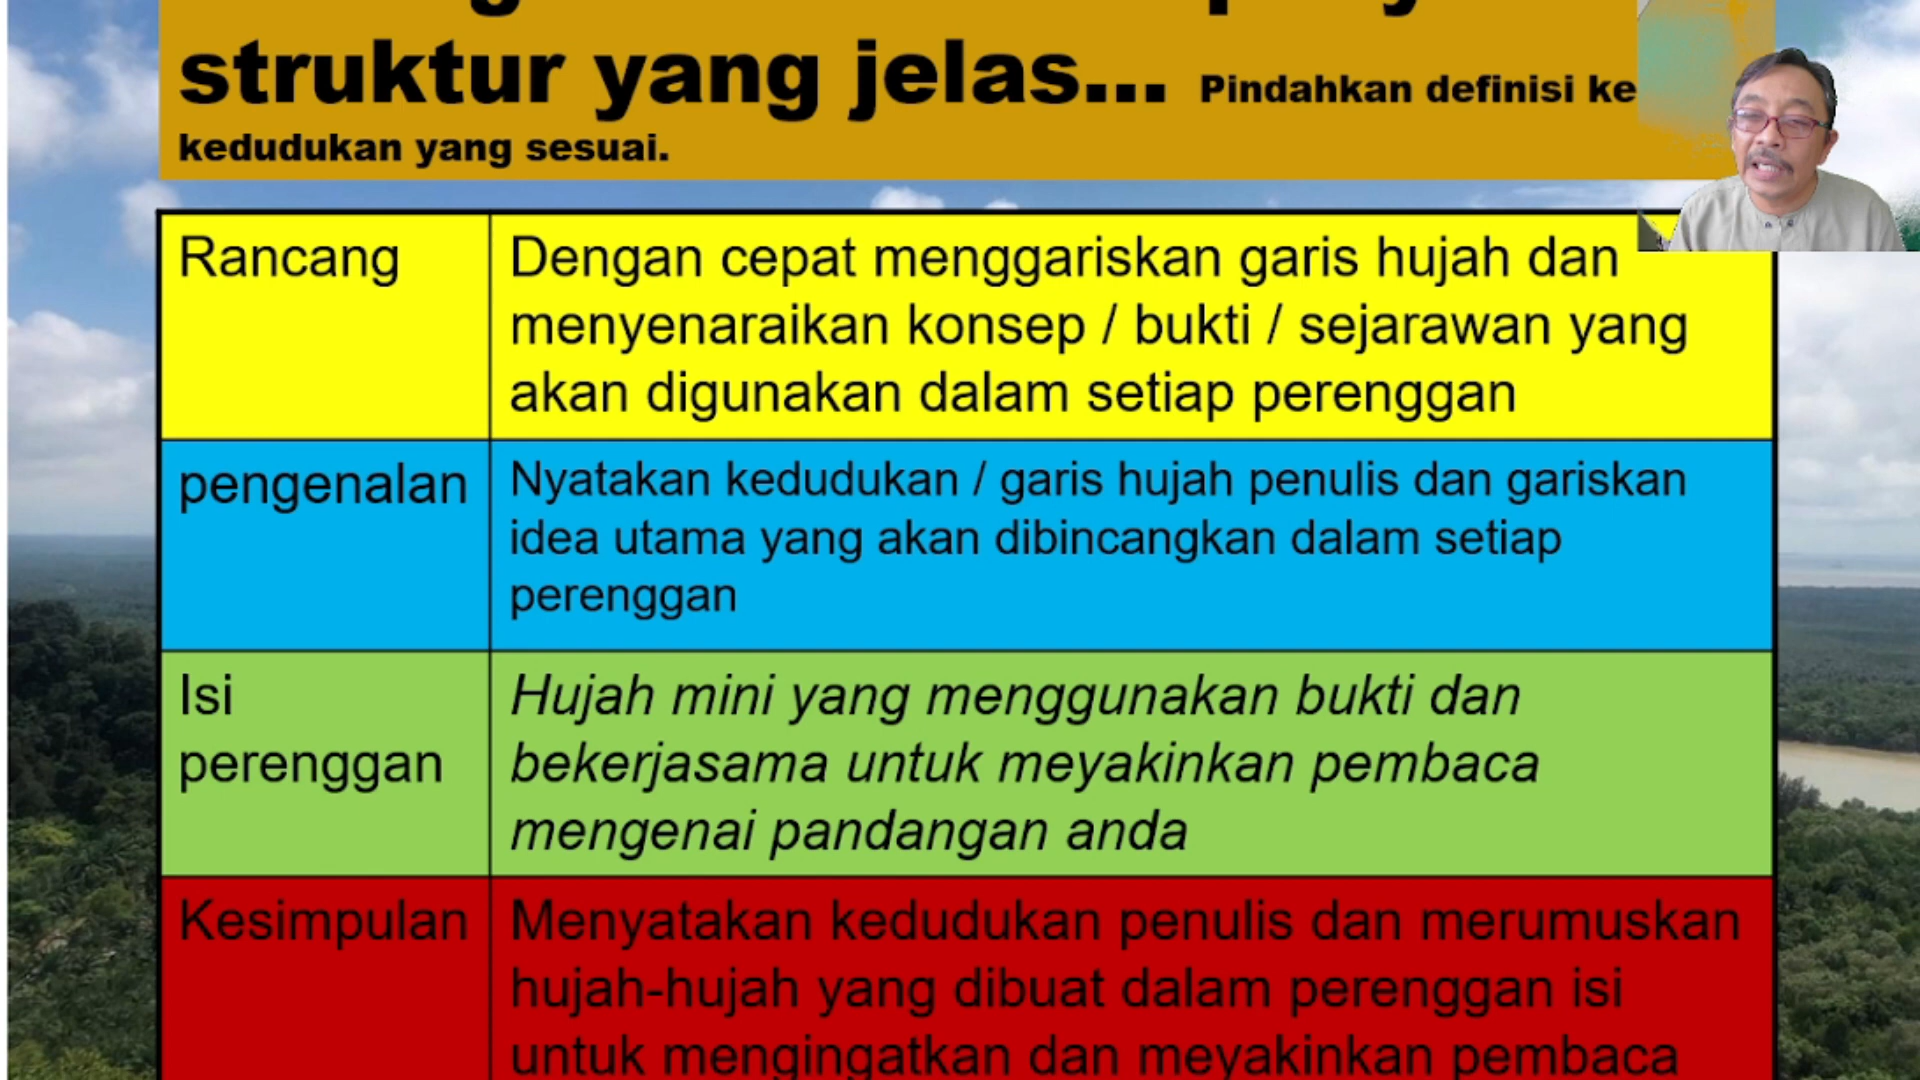 struktur yang jelas... Pindahkan definisi ke
kedudukan yang sesuai.
Rancang
Dengan cepat menggariskan garis hujah dan
menyenaraikan konsep / bukti / sejarawan yang
akan digunakan dalam setiap perenggan
pengenalan
Nyatakan kedudukan / garis hujah penulis dan gariskan
idea utama yang akan dibincangkan dalam setiap
perenggan
Isi
perenggan
Hujah mini yang menggunakan bukti dan
bekerjasama untuk meyakinkan pembaca
mengenai pandangan anda
Kesimpulan
Menyatakan kedudukan penulis dan merumuskan
hujah-hujah yang dibuat dalam perenggan isi
untuk mengingatkan dan meyakinkan pembaca